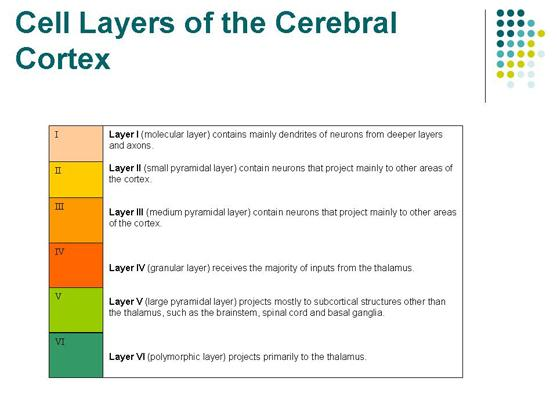 Cell Layers of the Cerebral
Cortex
I
Layer I (molecular layer) contains mainly dendrites of neurons from deeper layers
and axons.
II
Layer II (small pyramidal layer) contain neurons that project mainly to other areas of
the cortex.
III
Layer III (medium pyramidal layer) contain neurons that project mainly to other areas
of the cortex.
IV
Layer IV (granular layer) receives the majority of inputs from the thalamus.
V
Layer V (large pyramidal layer) projects mostly to subcortical structures other than
the thalamus, such as the brainstem, spinal cord and basal ganglia.
VI
Layer VI (polymorphic layer) projects primarily to the thalamus.